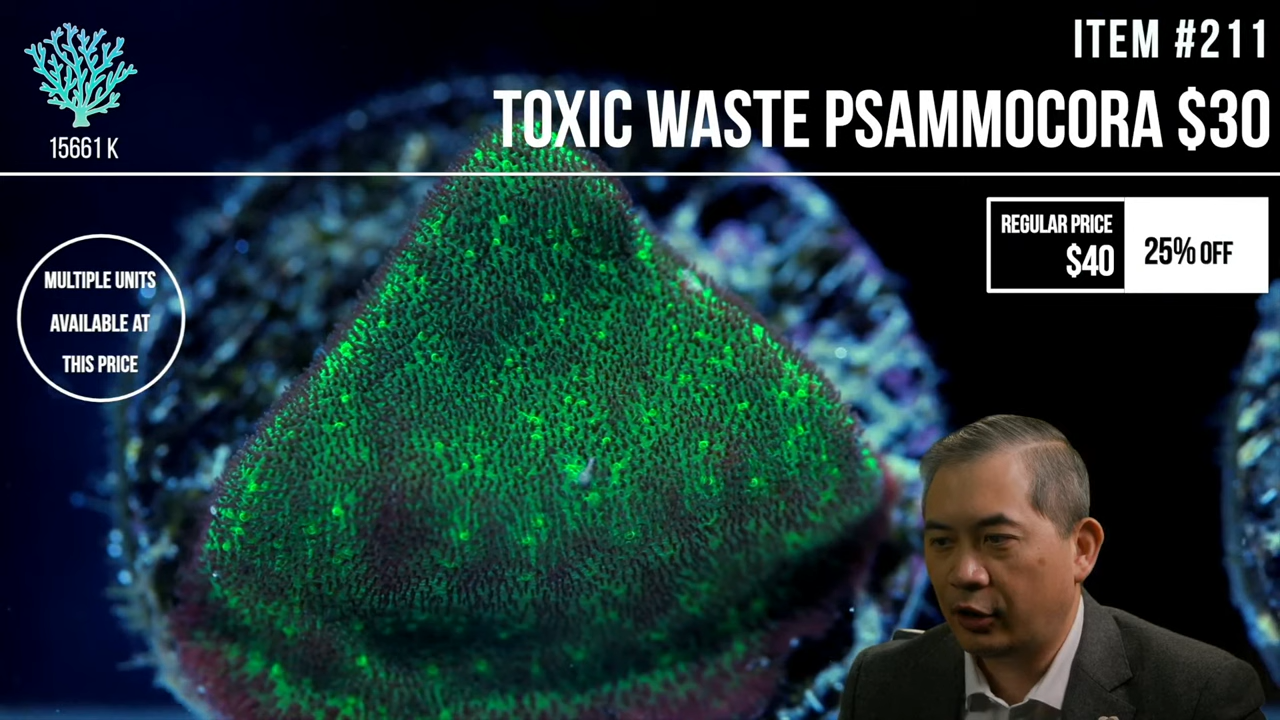 ITEM #211
TOXIC WASTE PSAMMOCORA $30
15661 K
REGULAR PRICE
$40
25% OFF
MULTIPLE UNITS
AVAILABLE AT
THIS PRICE